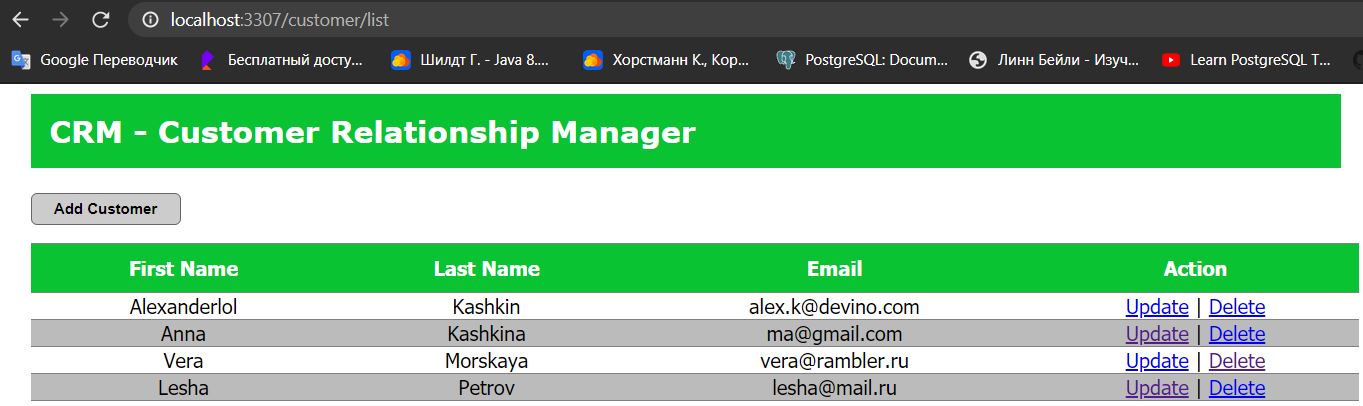 localhost:3307/customer/list
Google Переводчик Бесплатный досту... Шилдт Г. - Java 8.... Хорстманн К., Кор... PostgreSQL: Docum... Линн Бейли - Изуч... Learn PostgreSQL T...
CRM - Customer Relationship Manager
Add Customer
First Name Last Name Email Action
Alexanderlol Kashkin alex.k@devino.com Update | Delete
Anna Kashkina ma@gmail.com Update | Delete
Vera Morskaya vera@rambler.ru Update | Delete
Lesha Petrov lesha@mail.ru Update | Delete